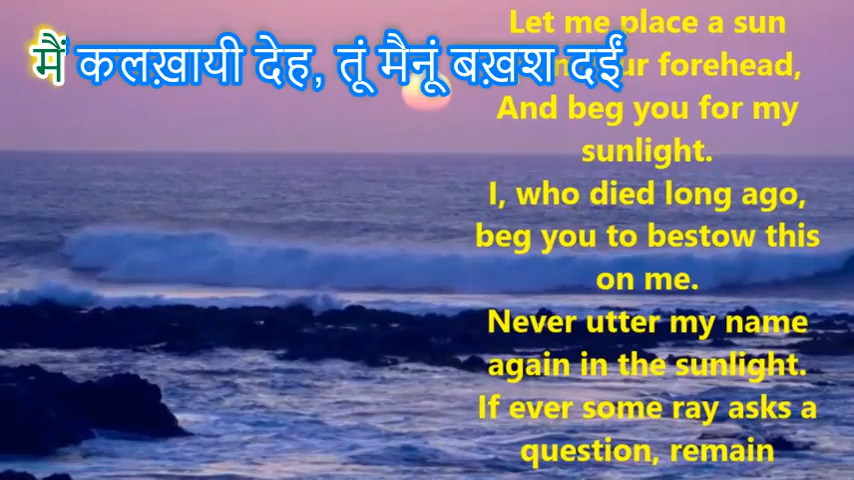 मैं कलख़ायी देह, तूं मैनूं बख़श दईं
Let me place a sun
forehead,
And beg you for my
sunlight.
I, who died long ago,
beg you to bestow this
on me.
Never utter my name
again in the sunlight.
If ever some ray asks a
question, remain